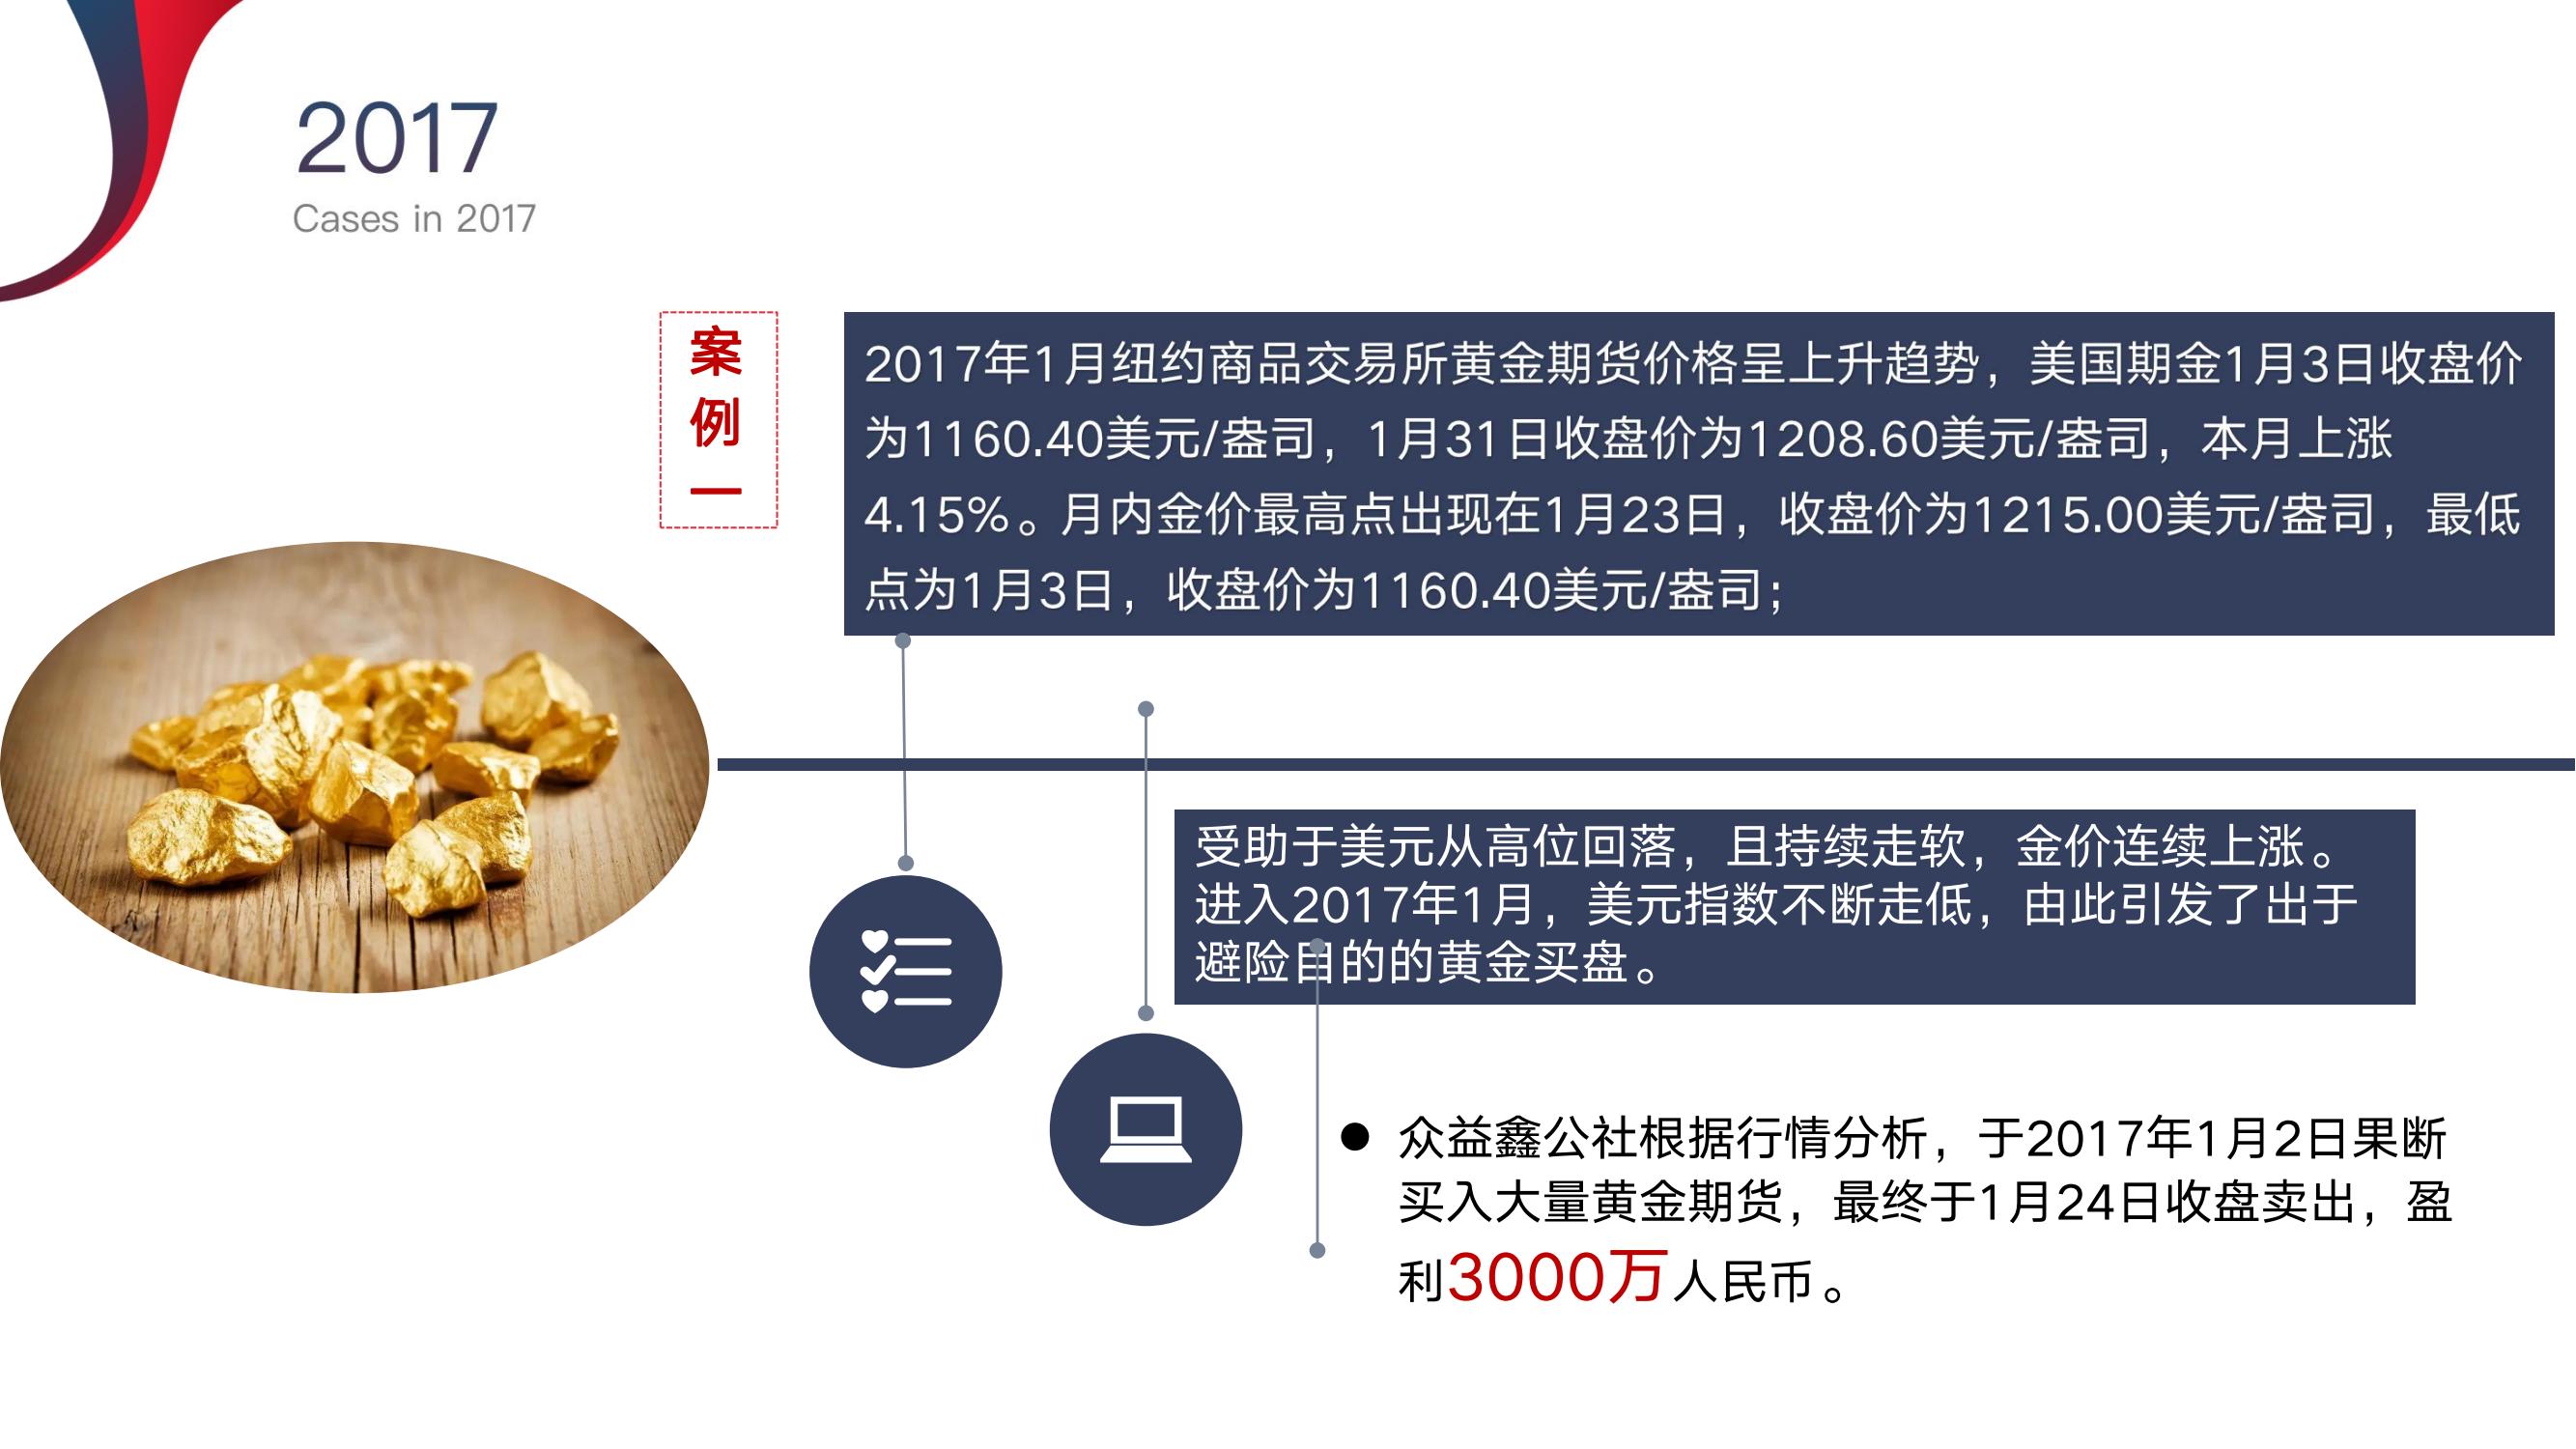 2017
Cases in 2017
案
例
一
2017年1月纽约商品交易所黄金期货价格呈上升趋势，美国期金1月3日收盘价
为1160.40美元/盎司，1月31日收盘价为1208.60美元/盎司，本月上涨
4.15%。月内金价最高点出现在1月23日，收盘价为1215.00美元/盎司，最低
点为1月3日，收盘价为1160.40美元/盎司；
受助于美元从高位回落，且持续走软，金价连续上涨。
进入2017年1月，美元指数不断走低，由此引发了出于
避险目的的黄金买盘。
● 众益鑫公社根据行情分析，于2017年1月2日果断
买入大量黄金期货，最终于1月24日收盘卖出，盈
利3000万人民币。